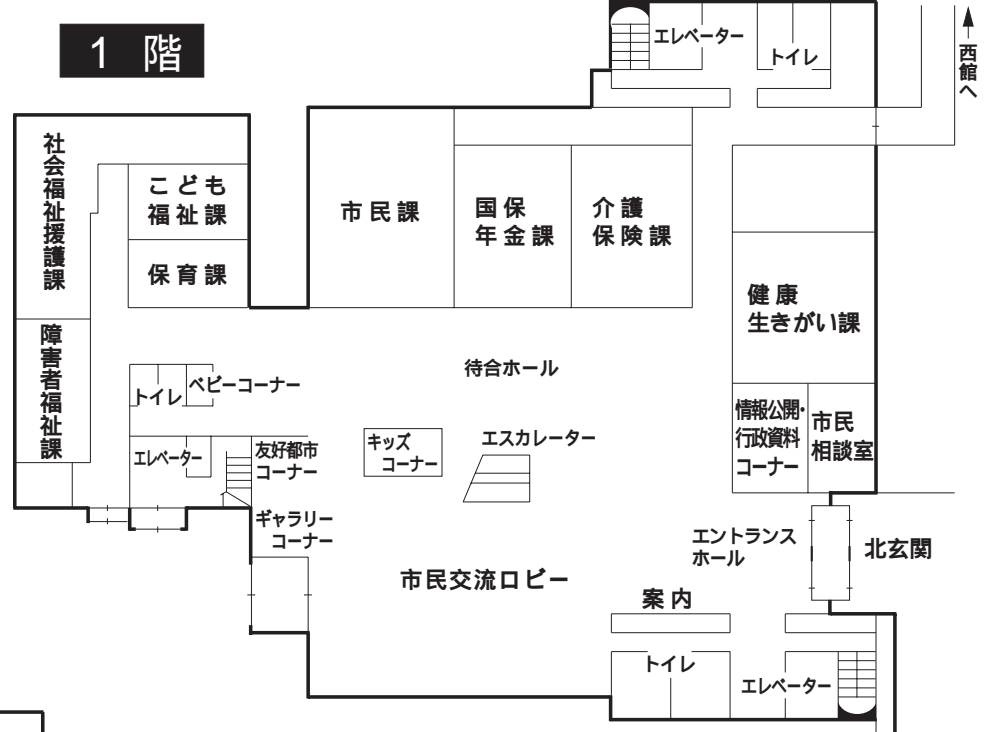 1 階
エレベーター
トイレ
西館へ
社会福祉援護課
こども
福祉課
保育課
市民課
国保
年金課
介護
保険課
健康
生きがい課
障害者福祉課
待合ホール
トイレ
ベビーコーナー
情報公開・
行政資料
コーナー
市民
相談室
エレベーター
友好都市
コーナー
キッズ
コーナー
エスカレーター
ギャラリー
コーナー
エントランス
ホール
北玄関
市民交流ロビー
案内
トイレ
エレベーター